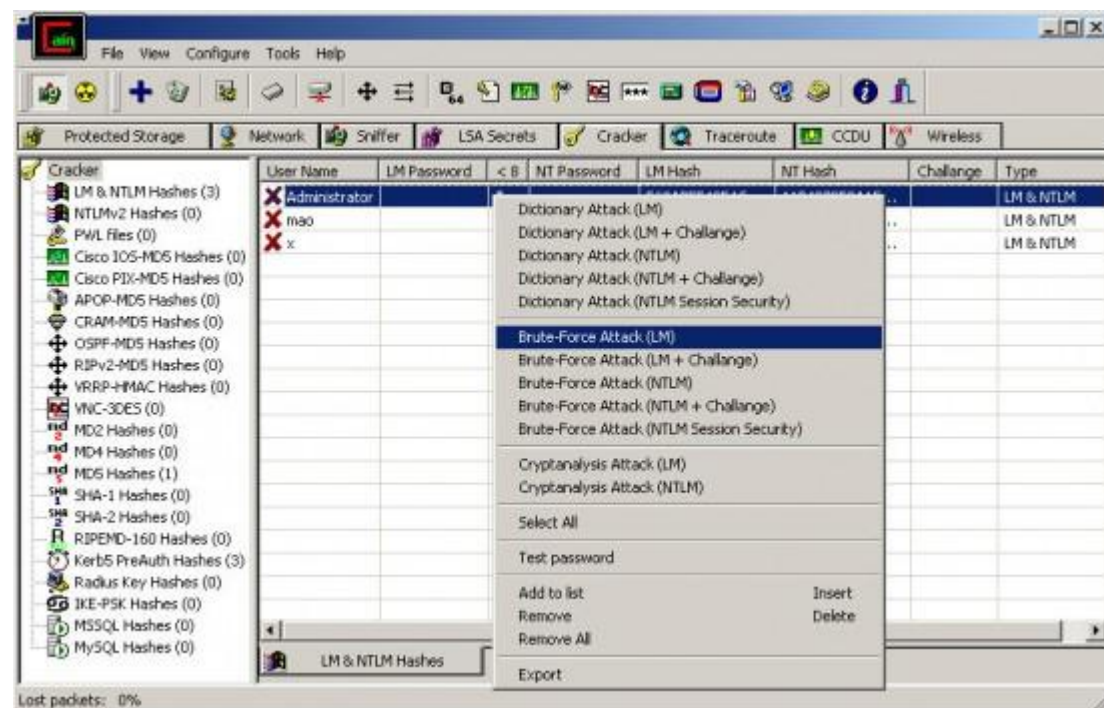 Cain
File View Configure Tools Help
64
***
Protected Storage Network Sniffer LSA Secrets Cracker Traceroute CCDU Wireless
Cracker
LM & NTLM Hashes (3)
NTLMv2 Hashes (0)
PWL files (0)
Cisco IOS-MD5 Hashes (0)
Cisco PIX-MD5 Hashes (0)
APOP-MD5 Hashes (0)
CRAM-MD5 Hashes (0)
OSPF-MD5 Hashes (0)
RIPv2-MD5 Hashes (0)
VRRP-HMAC Hashes (0)
VNC-3DES (0)
MD2 Hashes (0)
MD4 Hashes (0)
MD5 Hashes (1)
SHA-1 Hashes (0)
SHA-2 Hashes (0)
RIPEMD-160 Hashes (0)
Kerb5 PreAuth Hashes (3)
Radius Key Hashes (0)
IKE-PSK Hashes (0)
MSSQL Hashes (0)
MySQL Hashes (0)
User Name LM Password < 8 NT Password LM Hash NT Hash Challange Type
Administrator LM & NTLM
mao LM & NTLM
x LM & NTLM
Dictionary Attack (LM)
Dictionary Attack (LM + Challange)
Dictionary Attack (NTLM)
Dictionary Attack (NTLM + Challange)
Dictionary Attack (NTLM Session Security)
Brute-Force Attack (LM)
Brute-Force Attack (LM + Challange)
Brute-Force Attack (NTLM)
Brute-Force Attack (NTLM + Challange)
Brute-Force Attack (NTLM Session Security)
Cryptanalysis Attack (LM)
Cryptanalysis Attack (NTLM)
Select All
Test password
Add to list Insert
Remove Delete
Remove All
Export
LM & NTLM Hashes
Lost packets: 0%